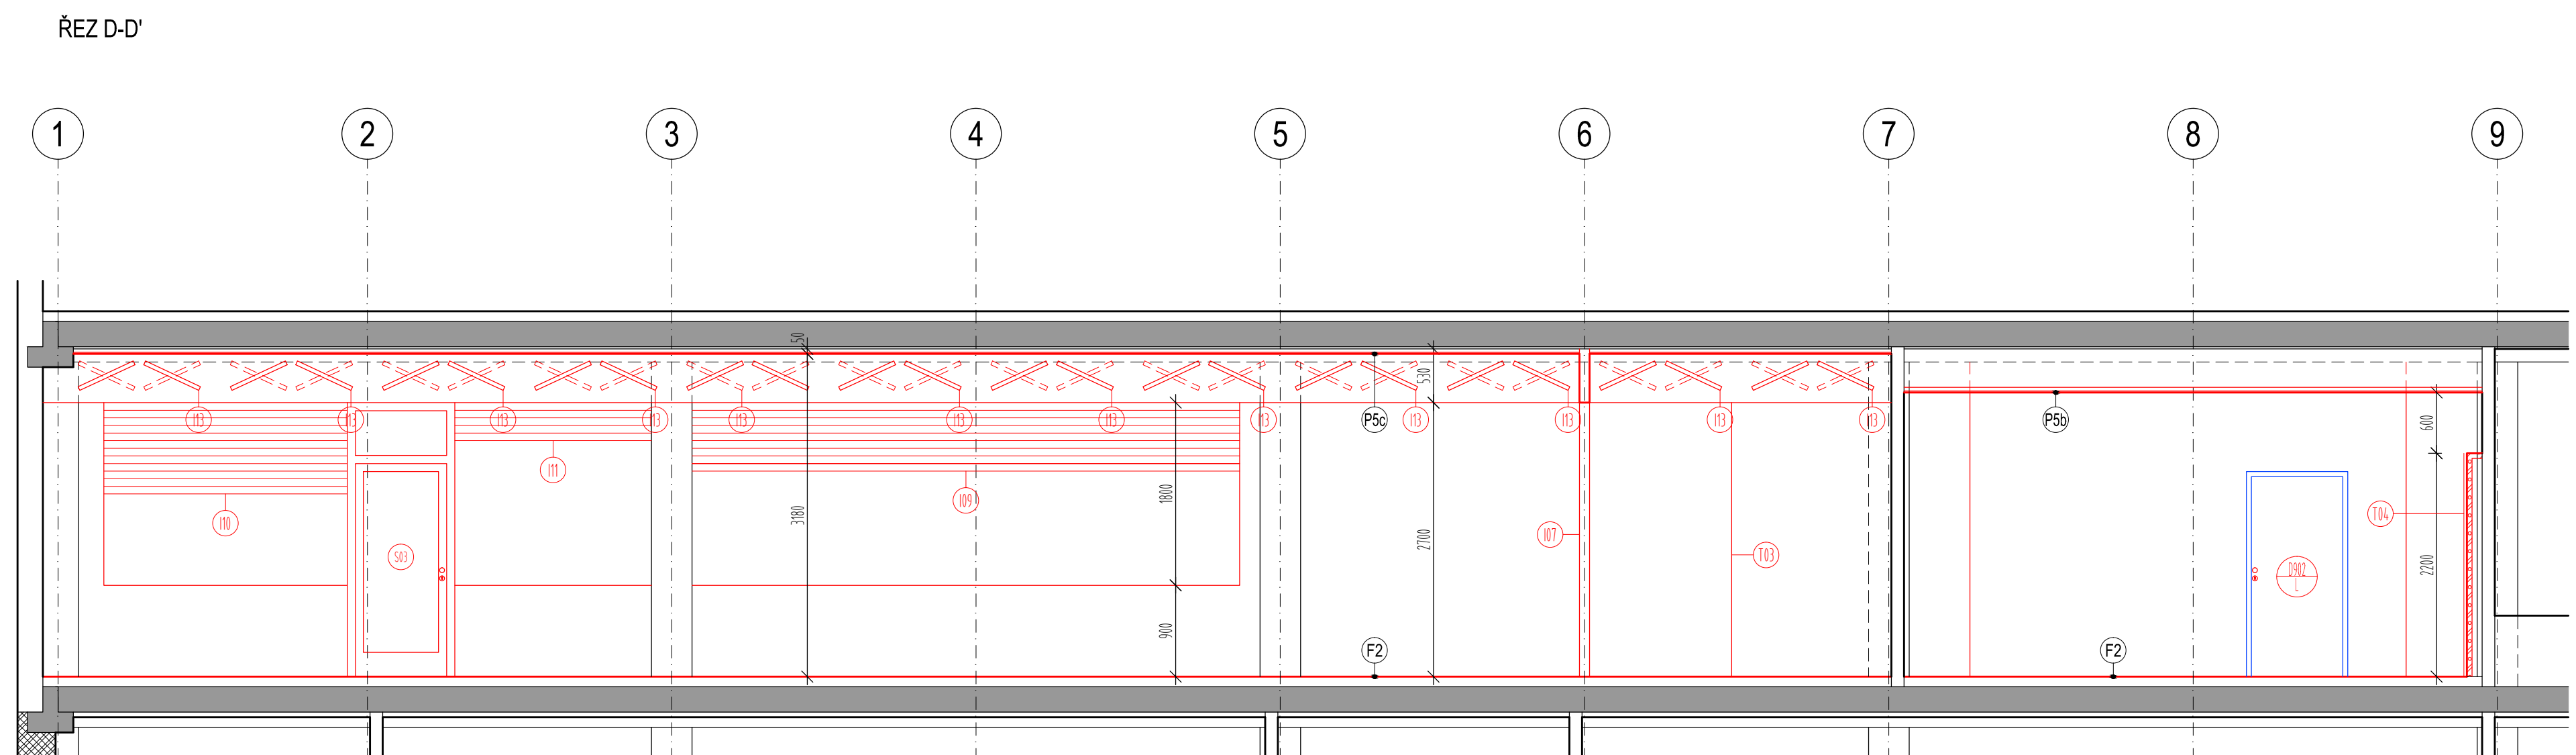 ŘEZ D-D'
1 2 3 4 5 6 7 8 9
50
530
I13 I13 I13 I13 I13 I13 I13 I13 P5c I13 I13 I13 I13 P5b
600
I11
I10
I09
1800
3180
2700
I07
T03
T04
S03
D902
L
2200
900
F2 F2